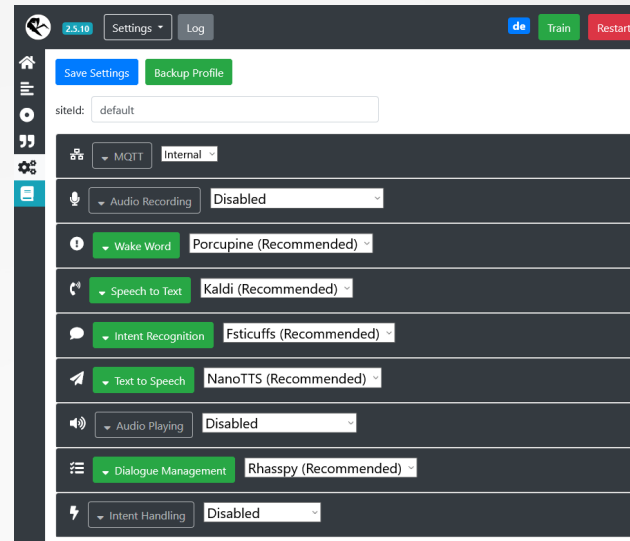 2.5.10 Settings Log de Train Restart
Save Settings Backup Profile
siteId: default
MQTT Internal
Audio Recording Disabled
Wake Word Porcupine (Recommended)
Speech to Text Kaldi (Recommended)
Intent Recognition Fsticuffs (Recommended)
Text to Speech NanoTTS (Recommended)
Audio Playing Disabled
Dialogue Management Rhasspy (Recommended)
Intent Handling Disabled